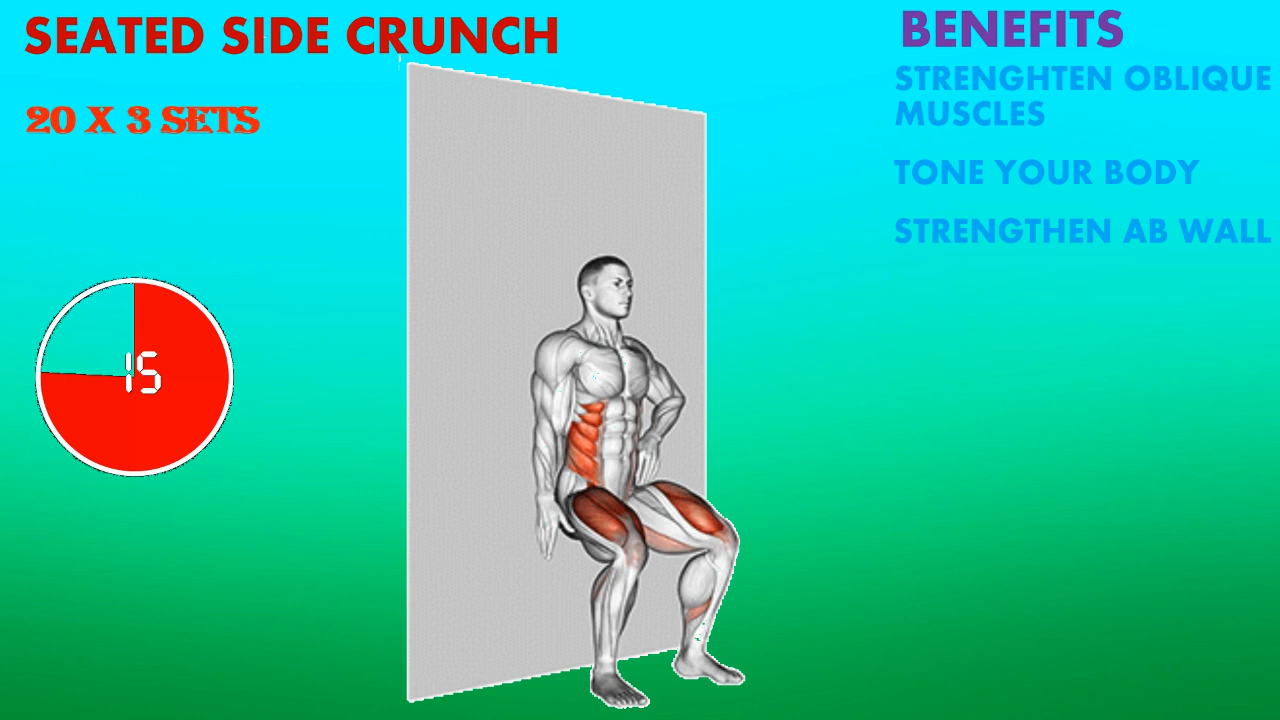 SEATED SIDE CRUNCH
20 X 3 SETS
15
BENEFITS
STRENGHTEN OBLIQUE
MUSCLES
TONE YOUR BODY
STRENGTHEN AB WALL